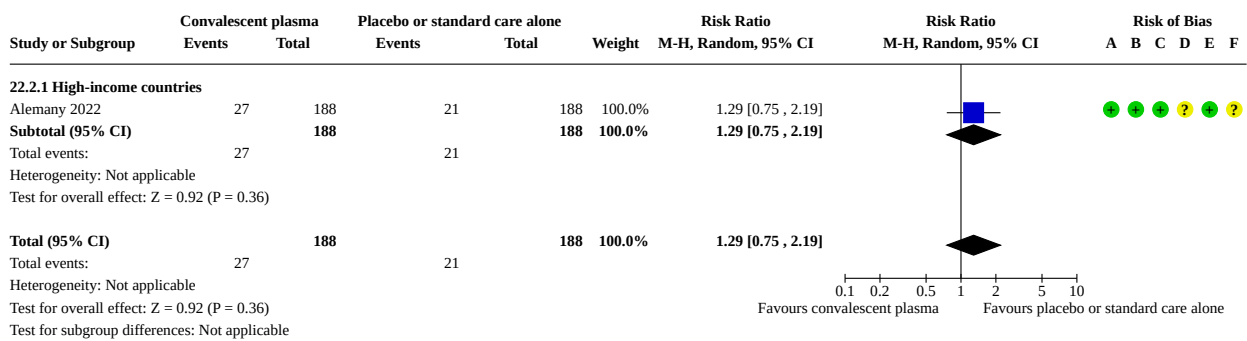 Convalescent plasma Placebo or standard care alone Risk Ratio Risk Ratio Risk of Bias
Study or Subgroup Events Total Events Total Weight M-H, Random, 95% CI M-H, Random, 95% CI A B C D E F
22.2.1 High-income countries
Alemany 2022 27 188 21 188 100.0% 1.29 [0.75 , 2.19] + + + ? + ?
Subtotal (95% CI) 188 188 100.0% 1.29 [0.75 , 2.19]
Total events: 27 21
Heterogeneity: Not applicable
Test for overall effect: Z = 0.92 (P = 0.36)
Total (95% CI) 188 188 100.0% 1.29 [0.75 , 2.19]
Total events: 27 21
Heterogeneity: Not applicable
0.1 0.2 0.5 1 2 5 10
Test for overall effect: Z = 0.92 (P = 0.36) Favours convalescent plasma Favours placebo or standard care alone
Test for subgroup differences: Not applicable